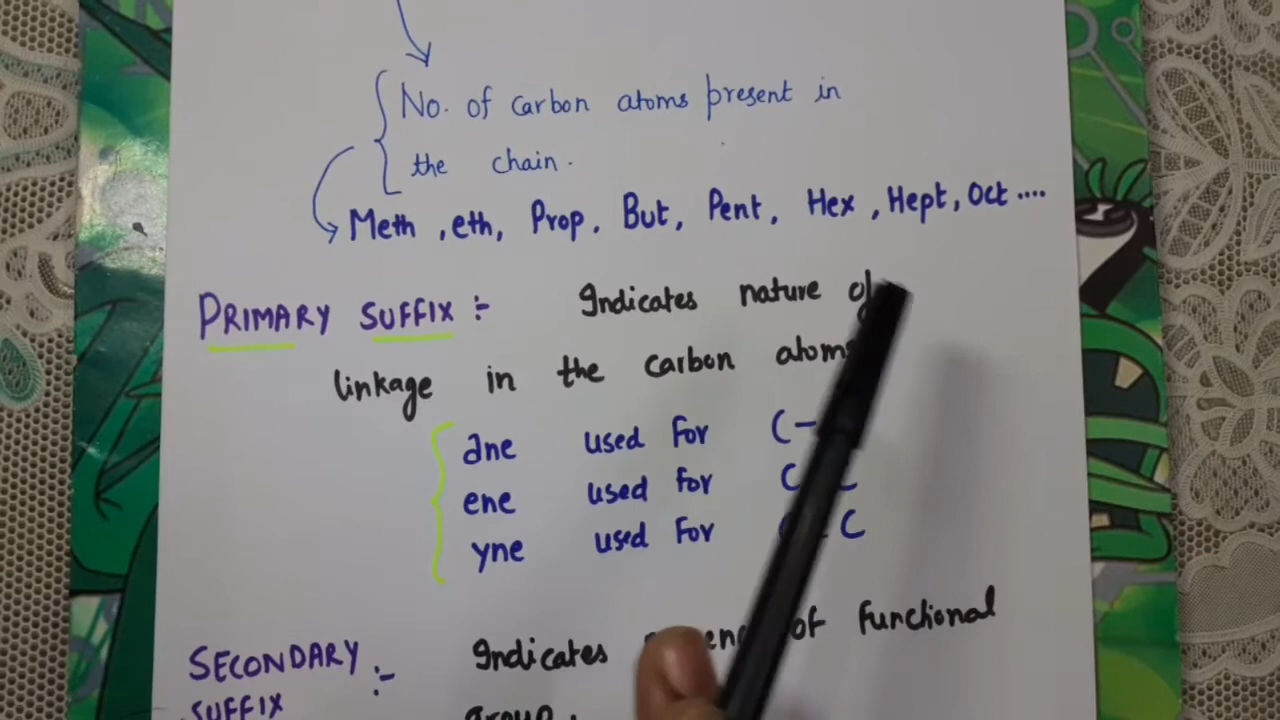 No. of carbon atoms present in
the chain.
Meth , eth, Prop, But, Pent, Hex , Hept, Oct ....
PRIMARY SUFFIX :- Indicates nature
linkage in the carbon atoms
ane used for C-
ene used for C C
yne used for C
SECONDARY :- Indicates of functional
SUFFIX group.